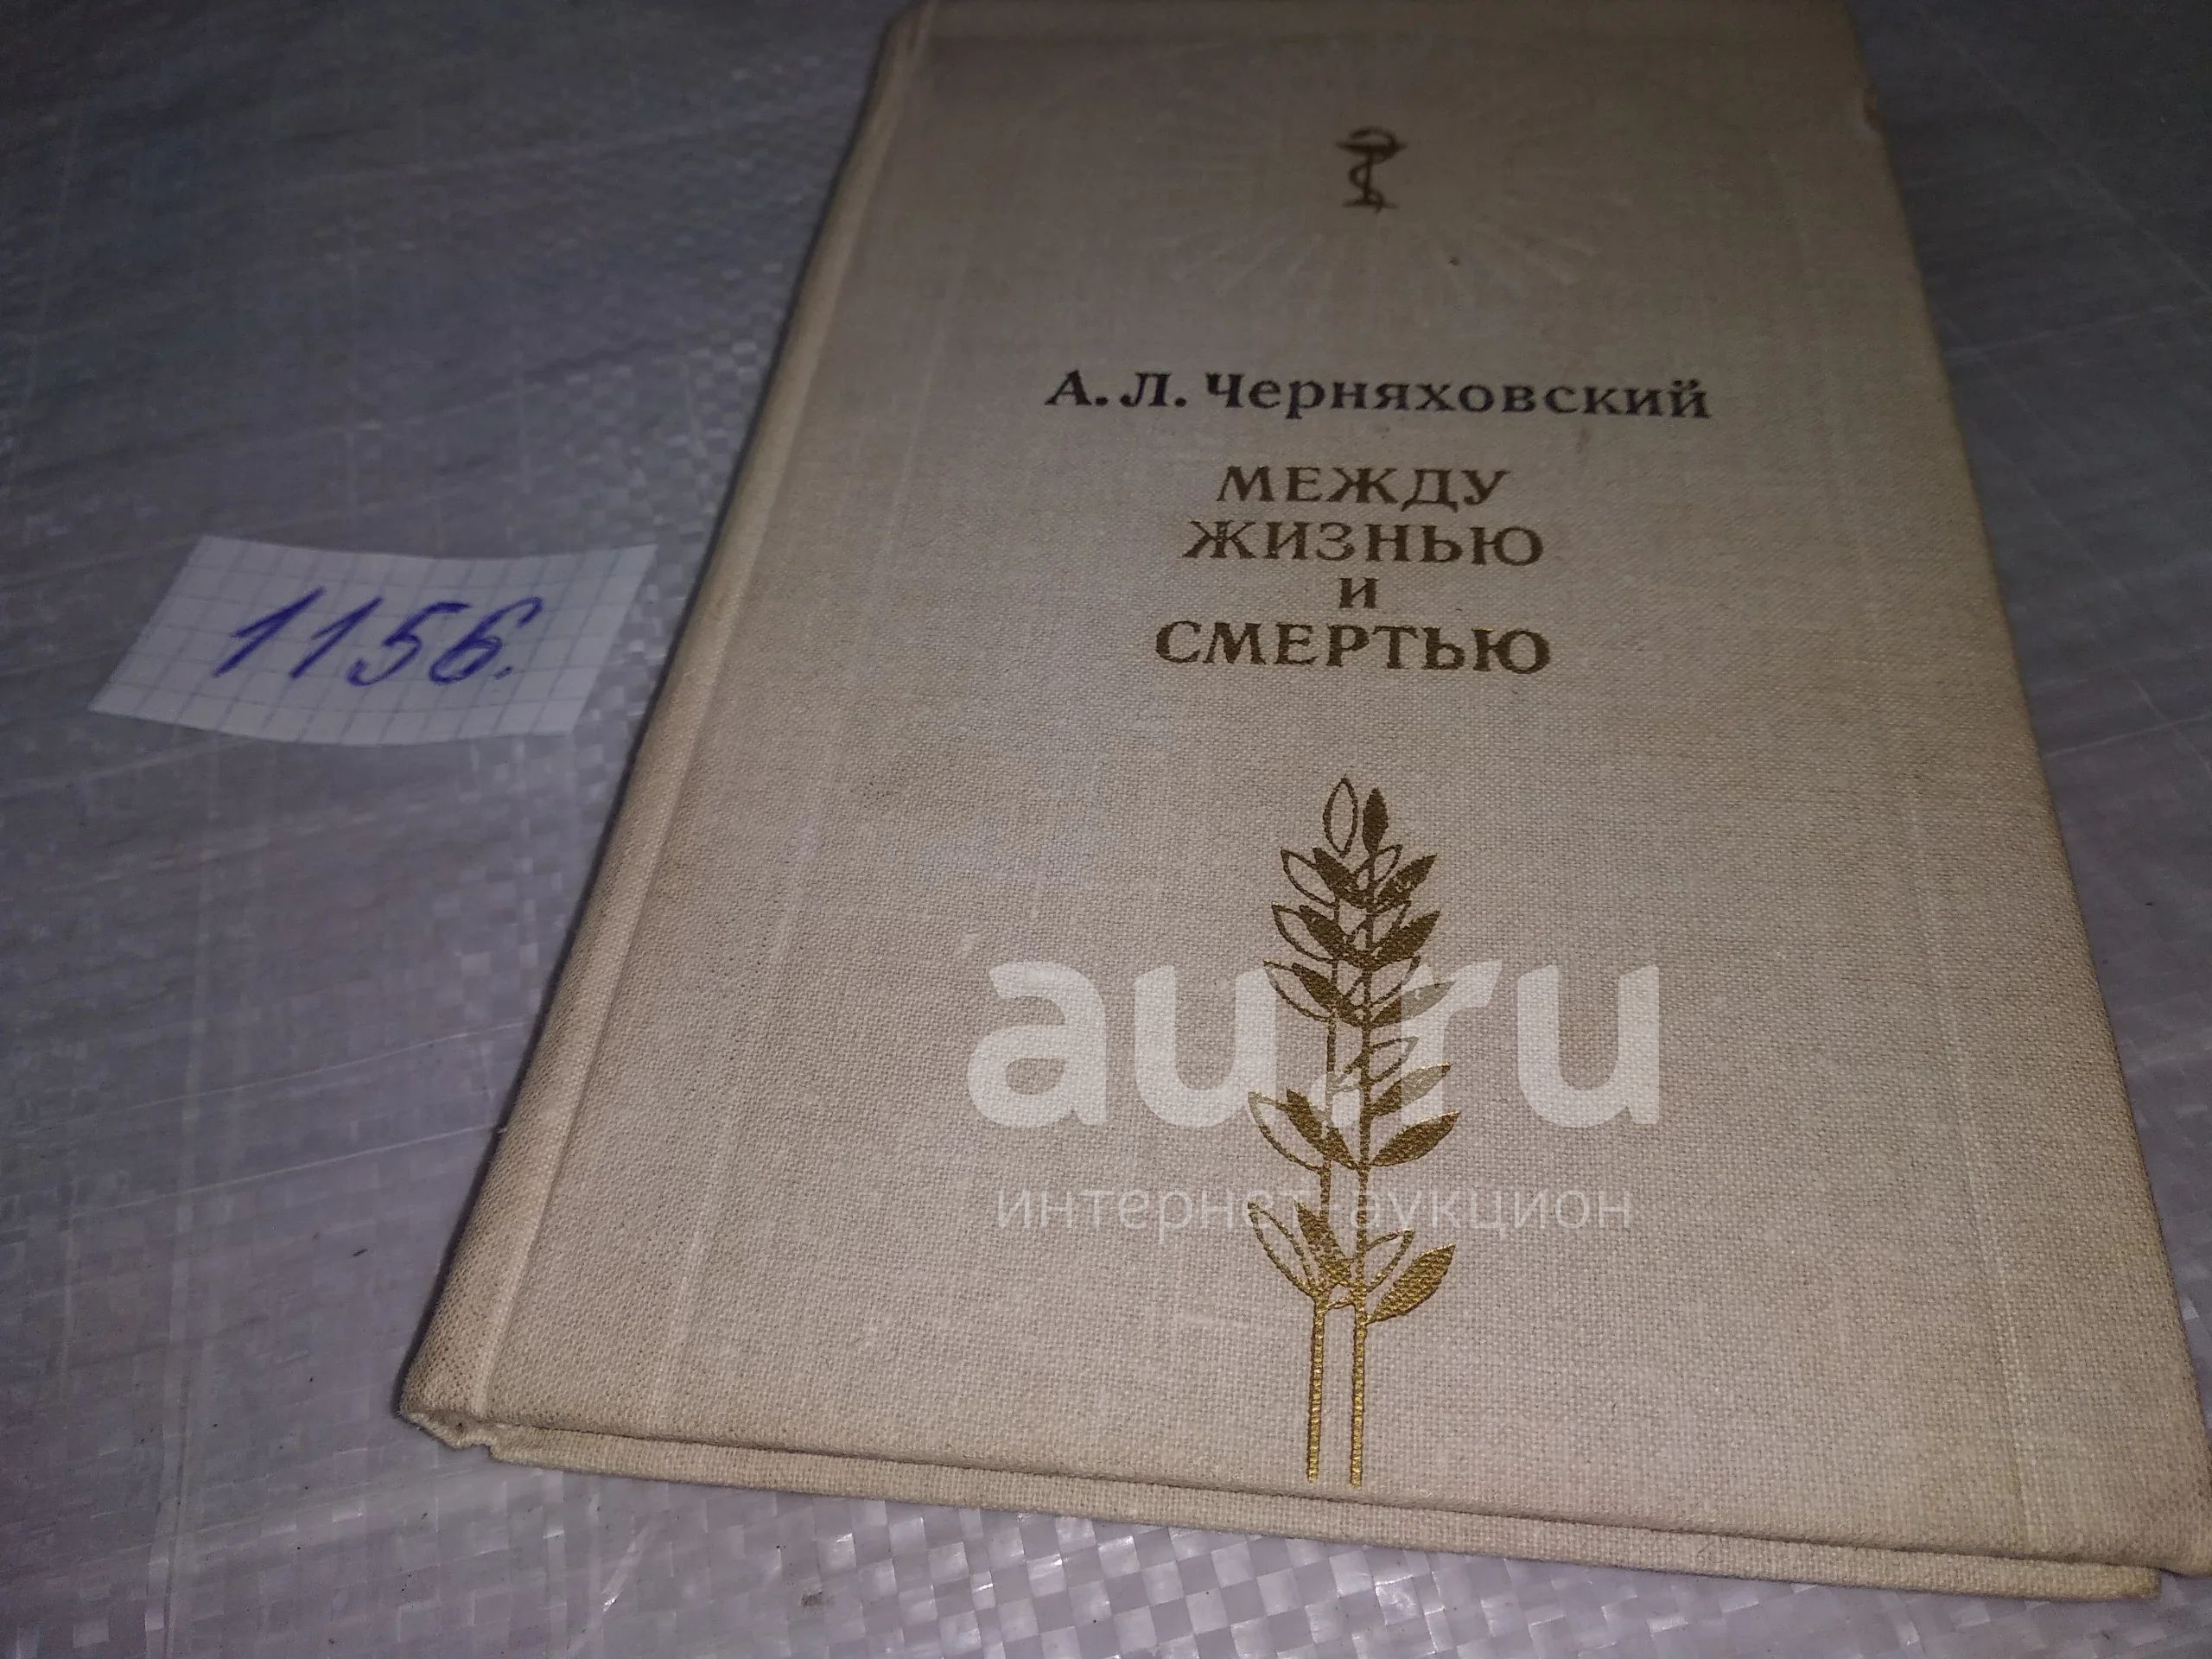 А. Л. Черняховский
МЕЖДУ
ЖИЗНЬЮ
И
СМЕРТЬЮ
1156.
au.ru
интернет-аукцион